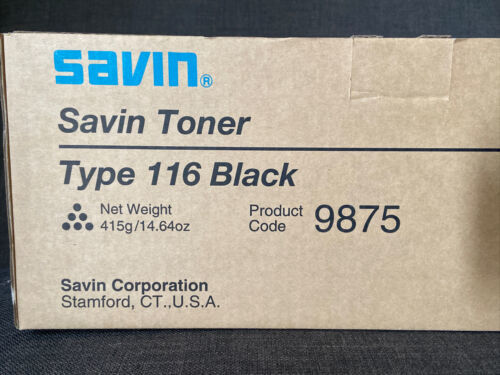 savin®
Savin Toner
Type 116 Black
Net Weight
415g/14.64oz
Product
Code
9875
Savin Corporation
Stamford, CT.,U.S.A.